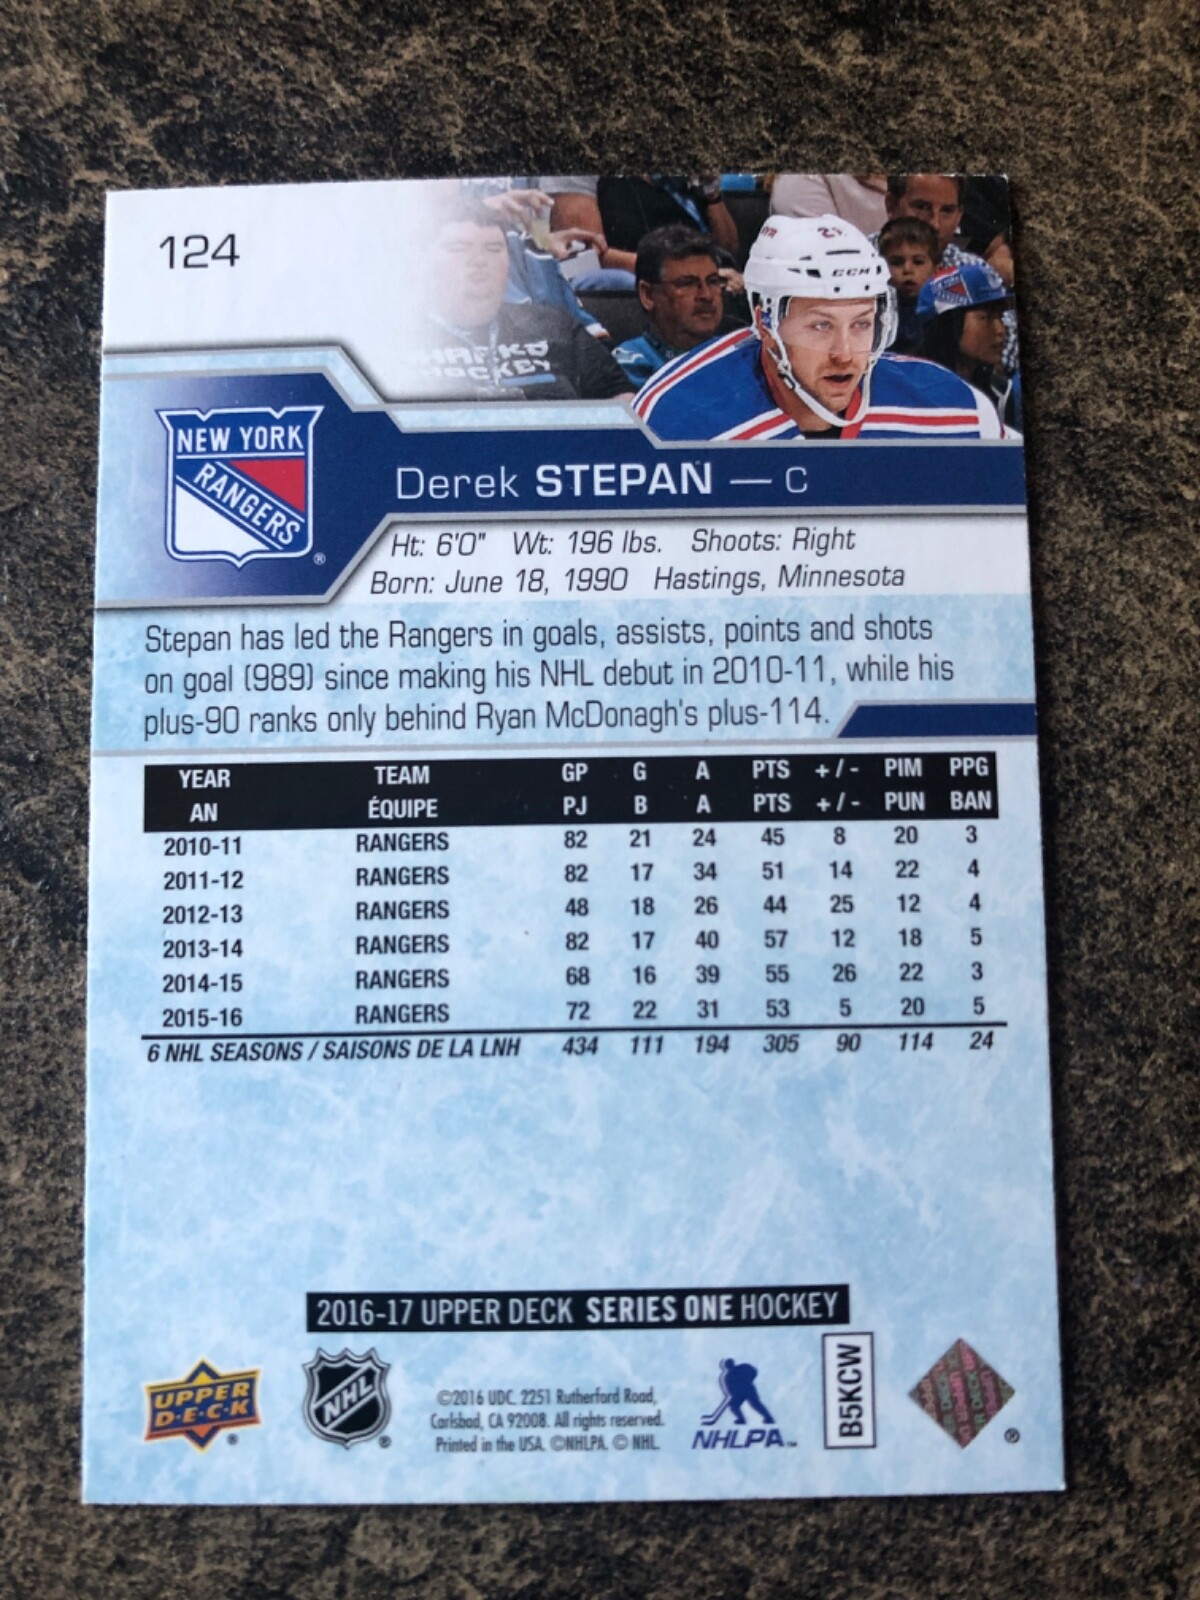 124
21
CCM
SHARKS
HOCKEY
NEW YORK
RANGERS
®
Derek STEPAN — C
Ht: 6'0" Wt: 196 lbs. Shoots: Right
Born: June 18, 1990 Hastings, Minnesota
Stepan has led the Rangers in goals, assists, points and shots
on goal (989) since making his NHL debut in 2010-11, while his
plus-90 ranks only behind Ryan McDonagh's plus-114.
YEAR TEAM GP G A PTS +/- PIM PPG
AN ÉQUIPE PJ B A PTS +/- PUN BAN
2010-11 RANGERS 82 21 24 45 8 20 3
2011-12 RANGERS 82 17 34 51 14 22 4
2012-13 RANGERS 48 18 26 44 25 12 4
2013-14 RANGERS 82 17 40 57 12 18 5
2014-15 RANGERS 68 16 39 55 26 22 3
2015-16 RANGERS 72 22 31 53 5 20 5
6 NHL SEASONS / SAISONS DE LA LNH 434 111 194 305 90 114 24
2016-17 UPPER DECK SERIES ONE HOCKEY
UPPER
D·E·C·K
®
NHL
®
©2016 UDC. 2251 Rutherford Road,
Carlsbad, CA 92008. All rights reserved.
Printed in the USA. ©NHLPA. © NHL.
NHLPA™
B5KCW
®